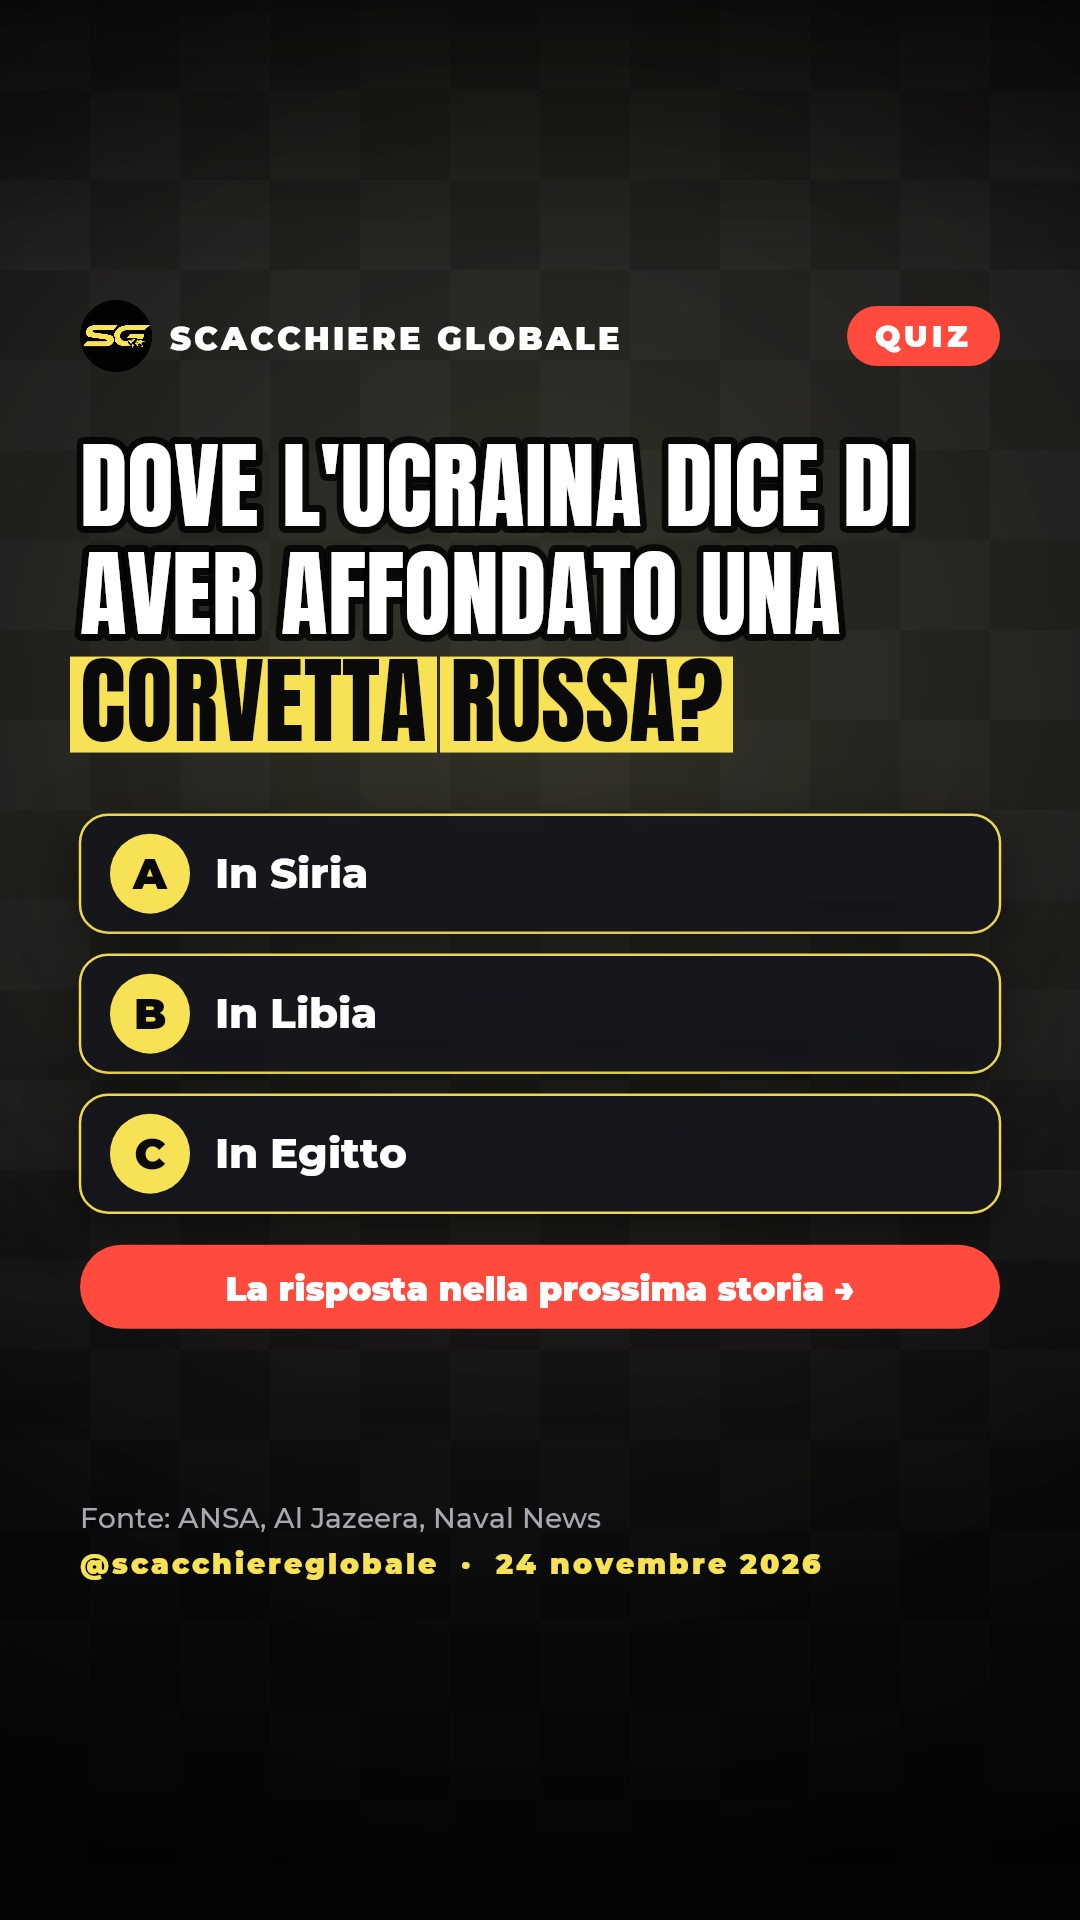 SG
SCACCHIERE GLOBALE
QUIZ
DOVE L'UCRAINA DICE DI
AVER AFFONDATO UNA
CORVETTA RUSSA?
A In Siria
B In Libia
C In Egitto
La risposta nella prossima storia →
Fonte: ANSA, Al Jazeera, Naval News
@scacchiereglobale • 24 novembre 2026